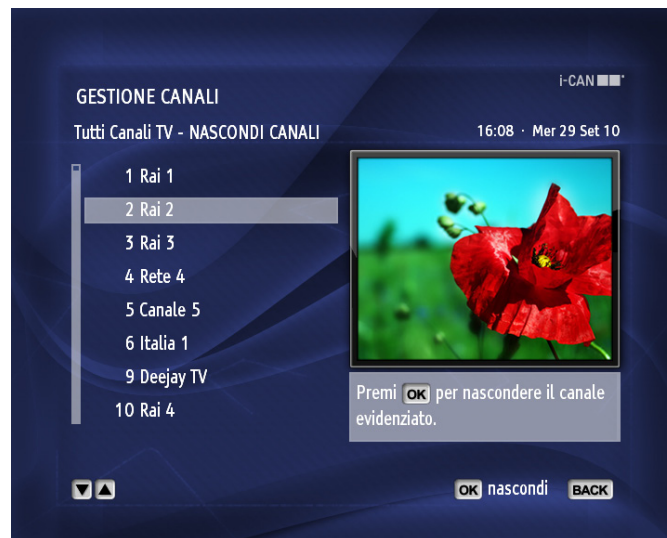 i-CAN
GESTIONE CANALI
Tutti Canali TV - NASCONDI CANALI
16:08 · Mer 29 Set 10
1 Rai 1
2 Rai 2
3 Rai 3
4 Rete 4
5 Canale 5
6 Italia 1
9 Deejay TV
10 Rai 4
Premi OK per nascondere il canale
evidenziato.
OK nascondi BACK